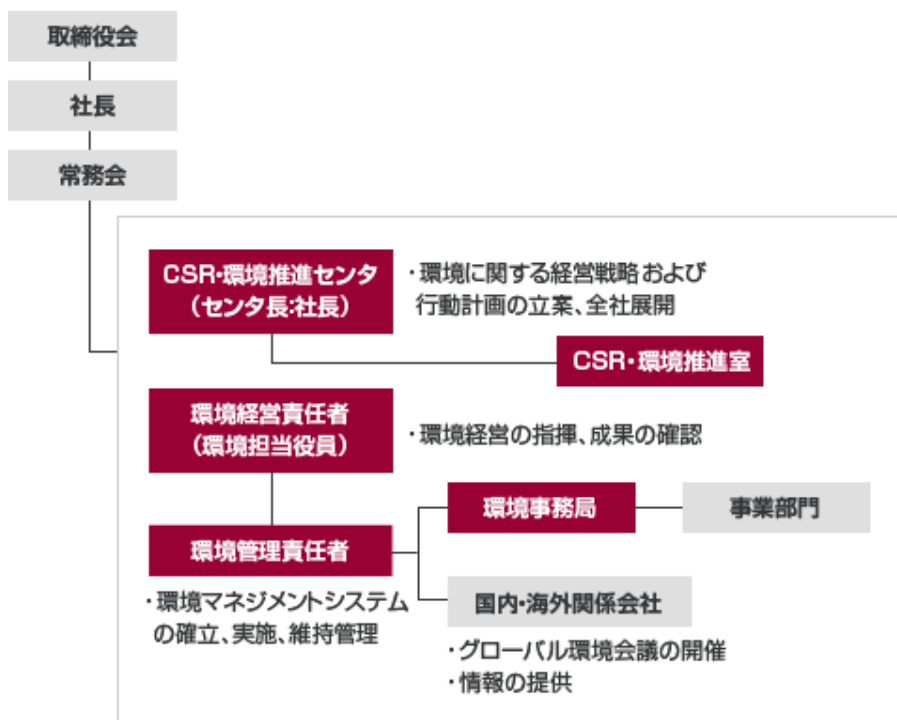 取締役会
社長
常務会
CSR・環境推進センタ
（センタ長:社長）
・環境に関する経営戦略および
行動計画の立案、全社展開
CSR・環境推進室
環境経営責任者
（環境担当役員）
・環境経営の指揮、成果の確認
環境事務局
事業部門
環境管理責任者
・環境マネジメントシステム
の確立、実施、維持管理
国内・海外関係会社
・グローバル環境会議の開催
・情報の提供